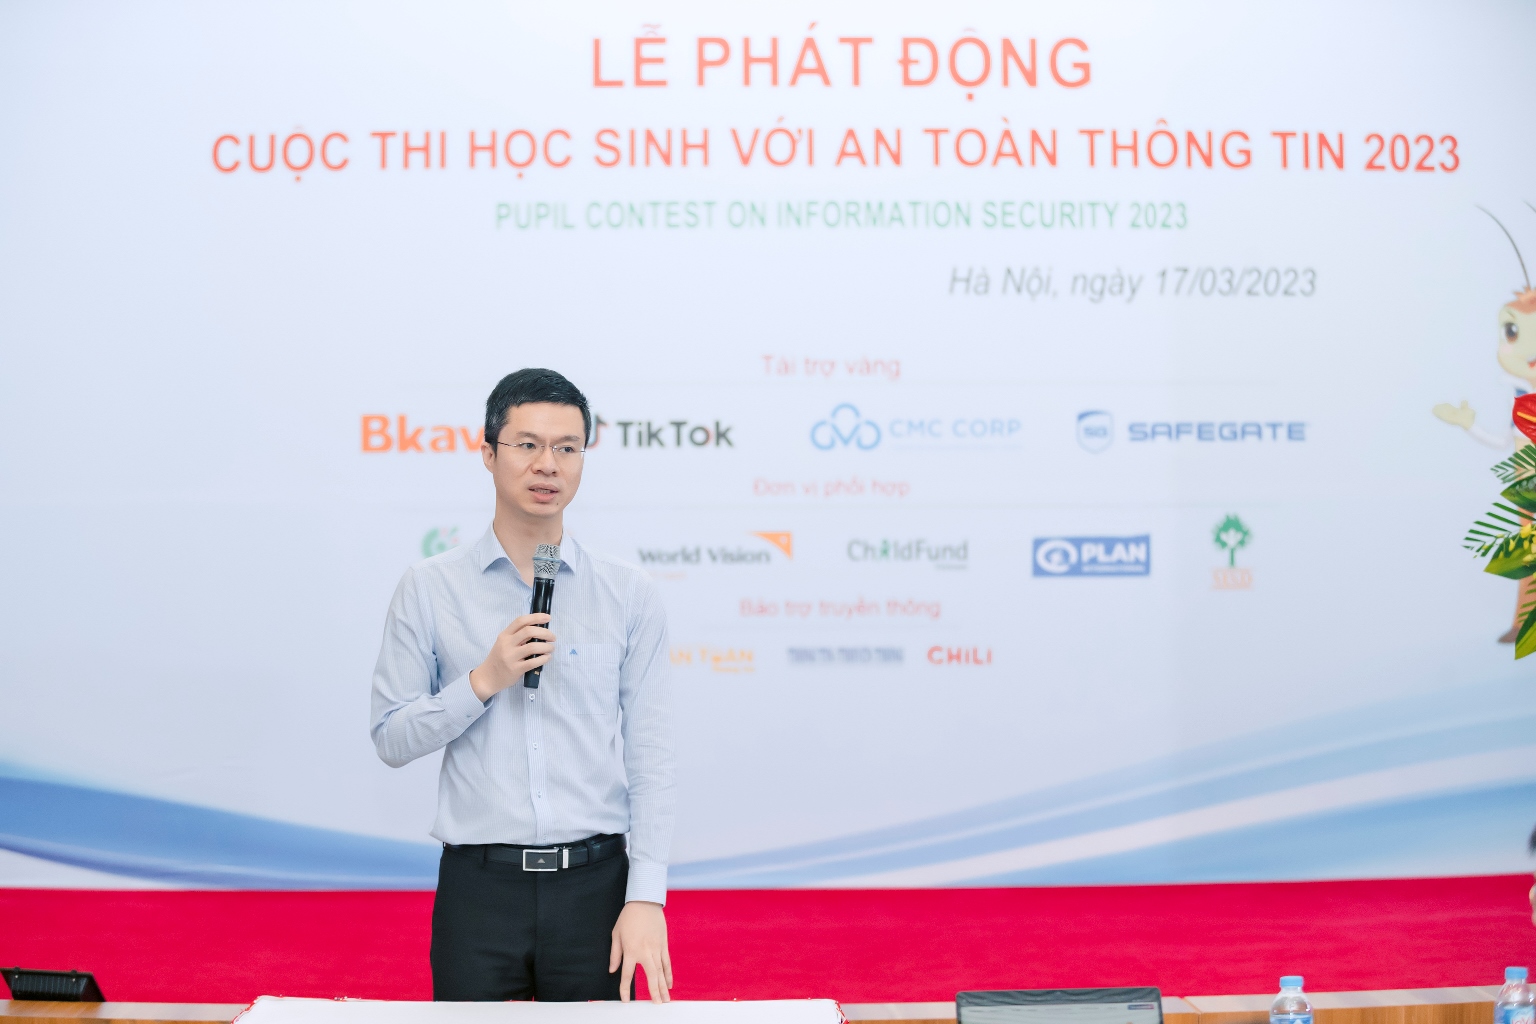 LỄ PHÁT ĐỘNG
CUỘC THI HỌC SINH VỚI AN TOÀN THÔNG TIN 2023
PUPIL CONTEST ON INFORMATION SECURITY 2023
Hà Nội, ngày 17/03/2023
Tài trợ vàng
Bkav TikTok CMC CORP SG SAFEGATE
Đơn vị phối hợp
World Vision ChildFund PLAN
Bảo trợ truyền thông
CHILI